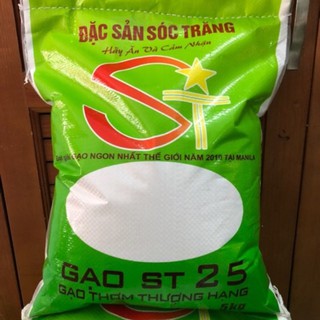 ĐẶC SẢN SÓC TRĂNG
Hãy Ăn Và Cảm Nhận
ST
GẠO NGON NHẤT THẾ GIỚI NĂM 2019 TẠI MANILA
GẠO ST 25
GẠO THƠM THƯỢNG HẠNG
5kg